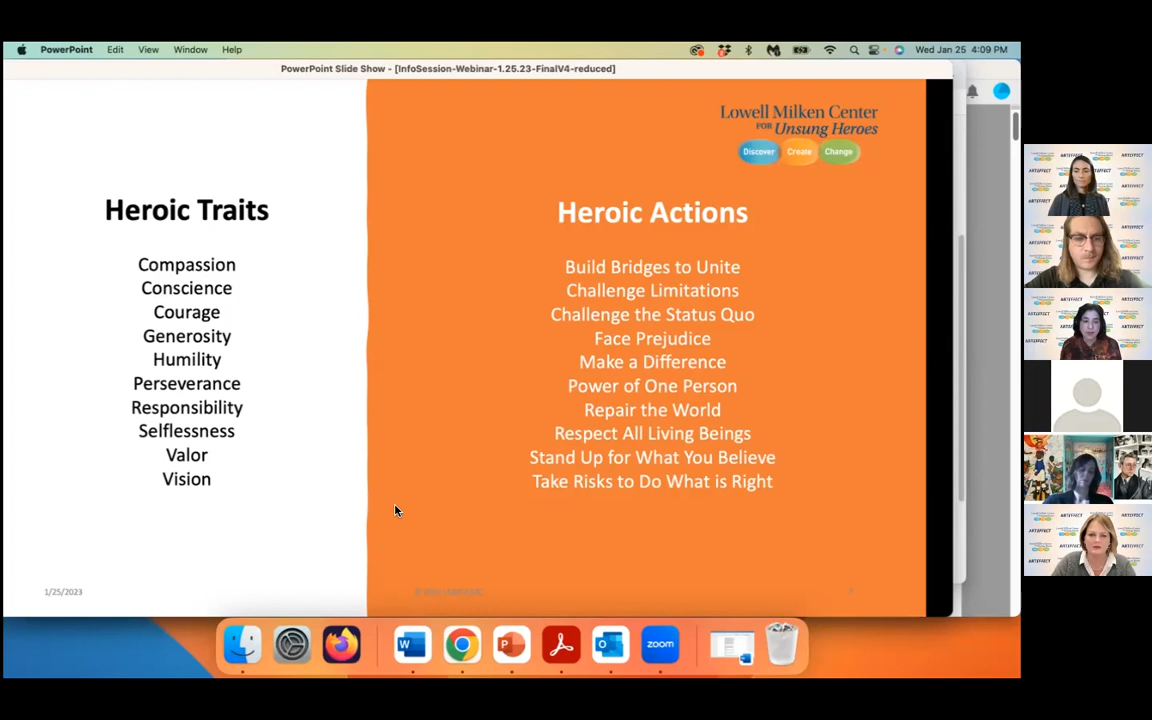 PowerPoint Edit View Window Help Wed Jan 25 4:09 PM
PowerPoint Slide Show - [InfoSession-Webinar-1.25.23-FinalV4-reduced]
Lowell Milken Center
FOR Unsung Heroes
Discover Create Change
Heroic Traits
Compassion
Conscience
Courage
Generosity
Humility
Perseverance
Responsibility
Selflessness
Valor
Vision
1/25/2023
Heroic Actions
Build Bridges to Unite
Challenge Limitations
Challenge the Status Quo
Face Prejudice
Make a Difference
Power of One Person
Repair the World
Respect All Living Beings
Stand Up for What You Believe
Take Risks to Do What is Right
zoom
ARTEFFECT